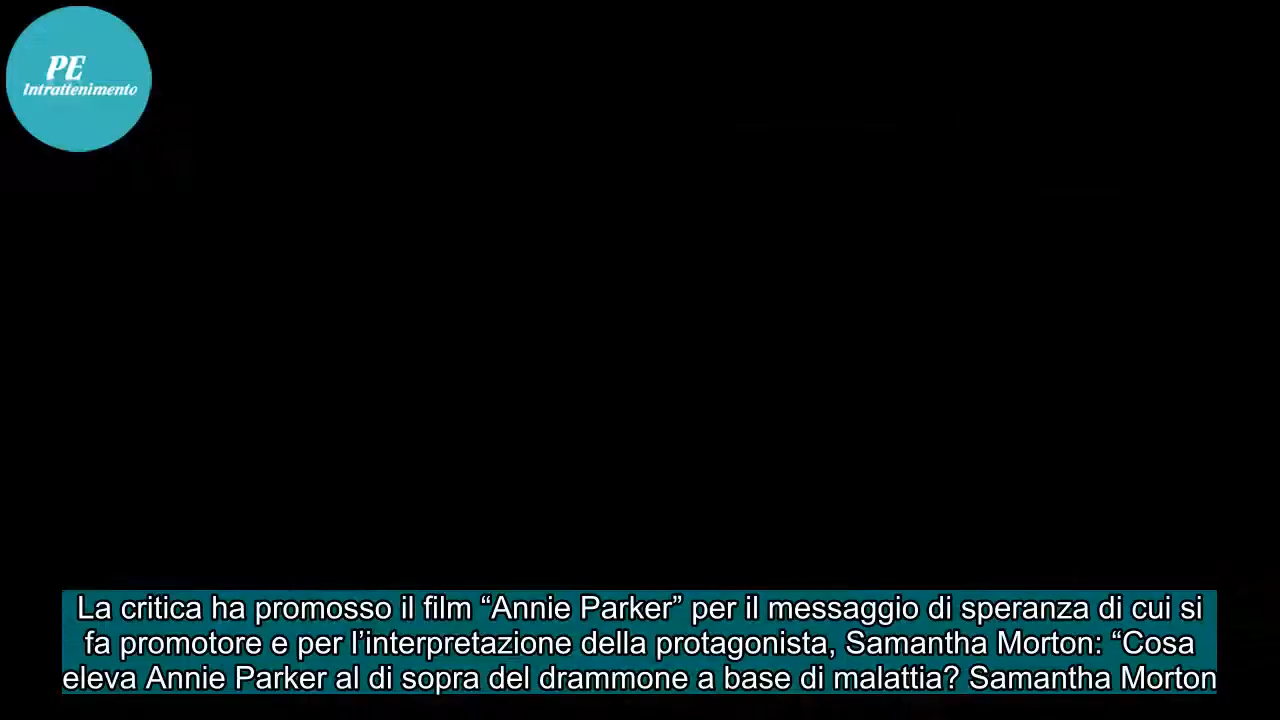 PE
Intrattenimento
La critica ha promosso il film “Annie Parker” per il messaggio di speranza di cui si
fa promotore e per l’interpretazione della protagonista, Samantha Morton: “Cosa
eleva Annie Parker al di sopra del drammone a base di malattia? Samantha Morton